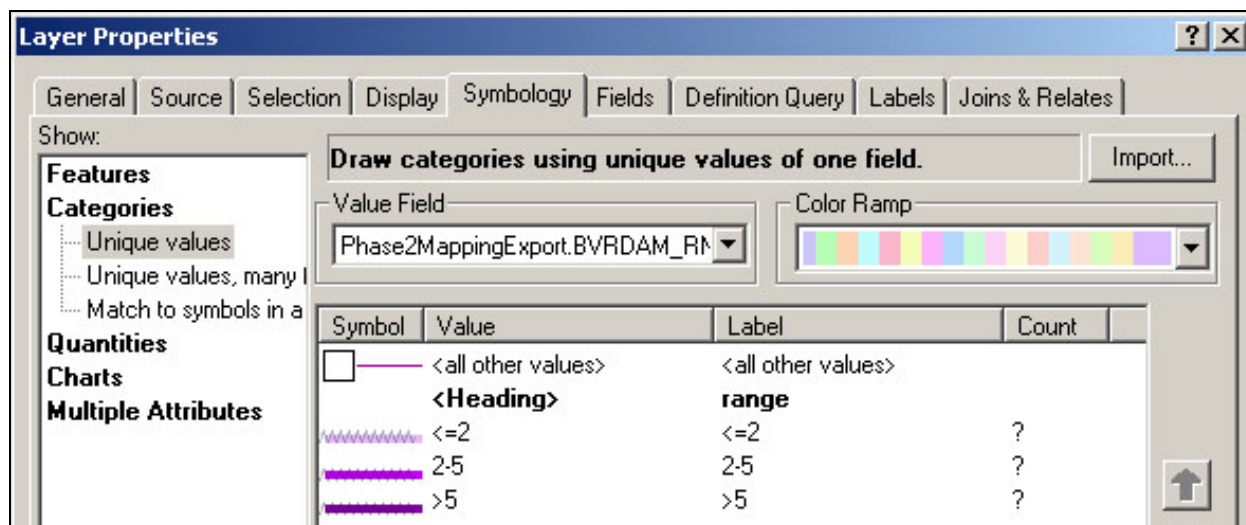 Layer Properties
General Source Selection Display Symbology Fields Definition Query Labels Joins & Relates
Show:
Features
Categories
Unique values
Unique values, many
Match to symbols in a
Quantities
Charts
Multiple Attributes
Draw categories using unique values of one field.
Import...
Value Field
Phase2MappingExport.BVRDAM_RN
Color Ramp
Symbol Value Label Count
<all other values> <all other values>
<Heading> range
<=2 <=2 ?
2-5 2-5 ?
>5 >5 ?